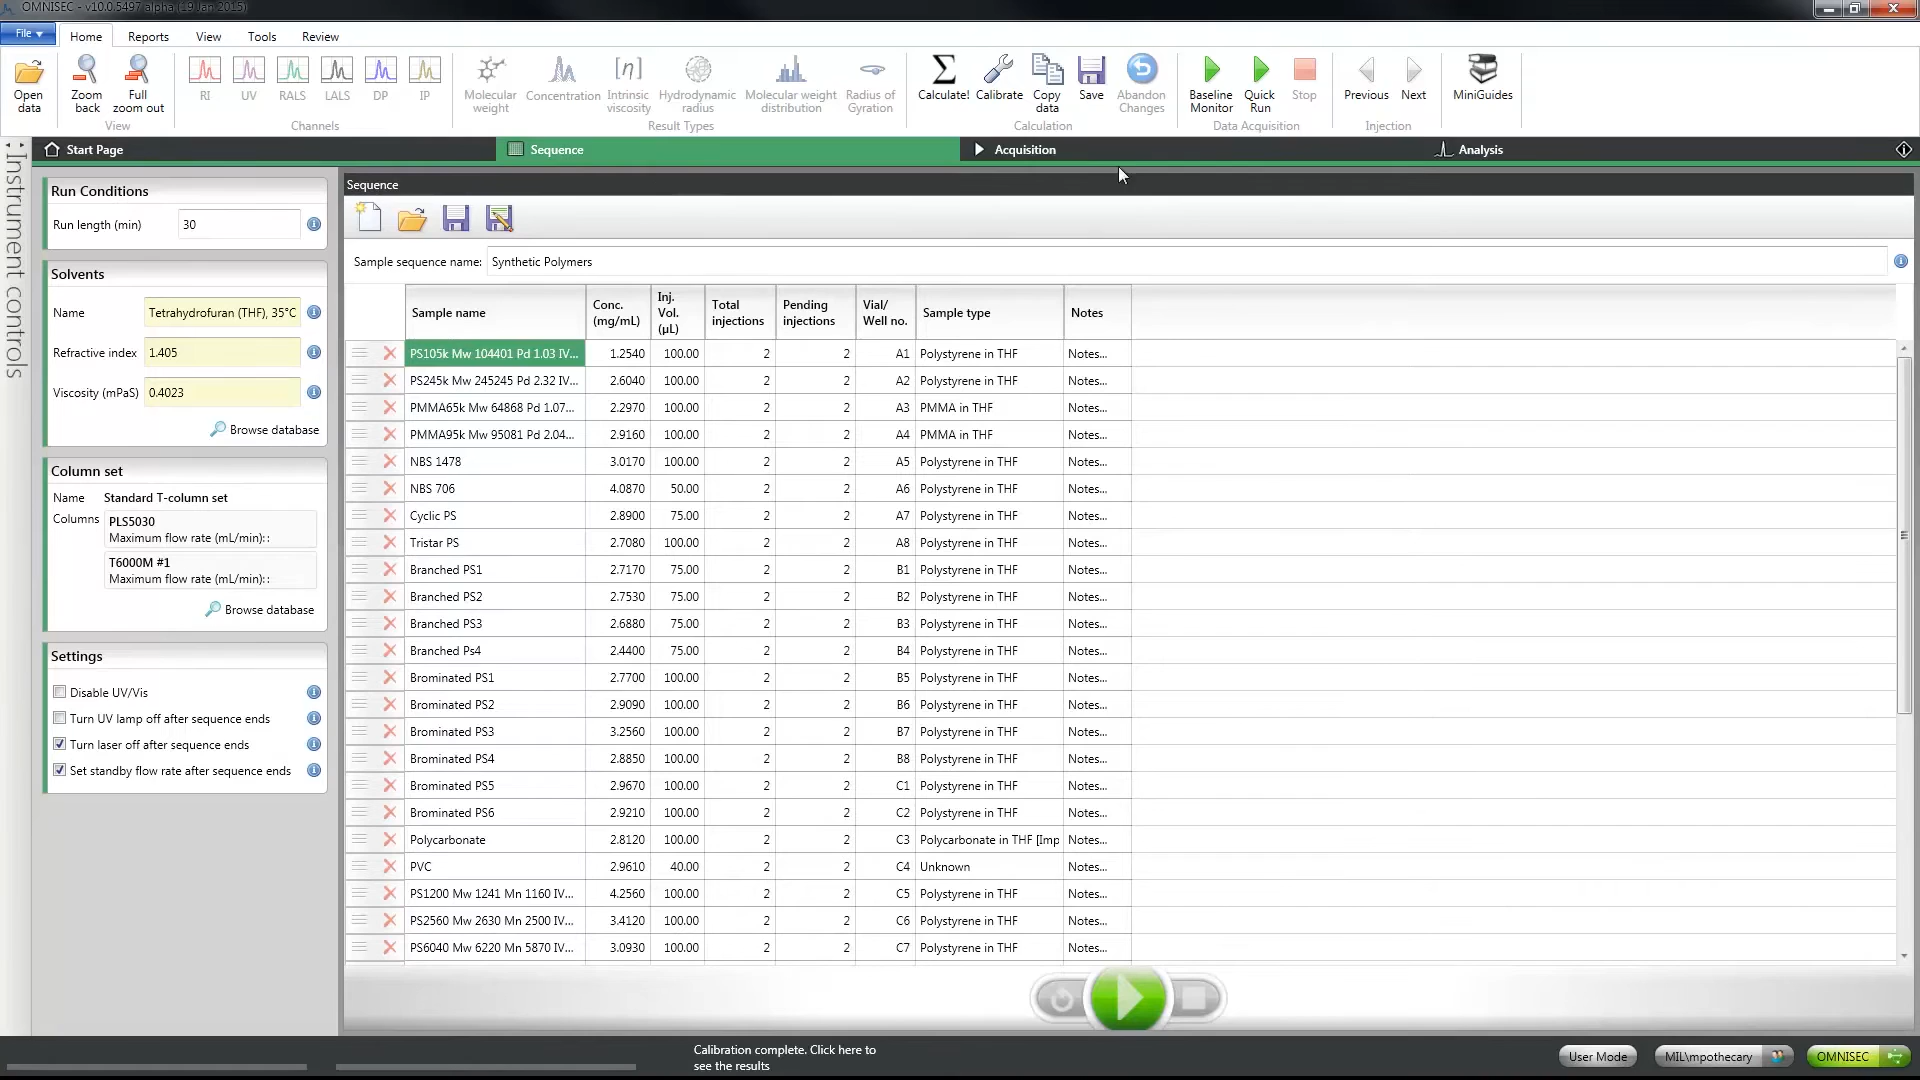 OMNISEC - v10.0.5497 alpha (19 Jan 2015)
File Home Reports View Tools Review
Open data
Zoom back
Full zoom out
View
RI UV RALS LALS DP IP
Channels
Molecular weight
Concentration
Intrinsic viscosity
Hydrodynamic radius
Molecular weight distribution
Radius of Gyration
Result Types
Calculate!
Calibrate
Copy data
Save
Abandon Changes
Calculation
Baseline Monitor
Quick Run
Stop
Data Acquisition
Previous
Next
Injection
MiniGuides
Start Page
Sequence
Acquisition
Analysis
Instrument controls
Run Conditions
Run length (min) 30
Solvents
Name Tetrahydrofuran (THF), 35°C
Refractive index 1.405
Viscosity (mPaS) 0.4023
Browse database
Column set
Name Standard T-column set
Columns PLS5030
Maximum flow rate (mL/min)::
T6000M #1
Maximum flow rate (mL/min)::
Browse database
Settings
Disable UV/Vis
Turn UV lamp off after sequence ends
Turn laser off after sequence ends
Set standby flow rate after sequence ends
Sequence
Sample sequence name: Synthetic Polymers
Sample name Conc. (mg/mL) Inj. Vol. (µL) Total injections Pending injections Vial/ Well no. Sample type Notes
PS105k Mw 104401 Pd 1.03 IV... 1.2540 100.00 2 2 A1 Polystyrene in THF Notes...
PS245k Mw 245245 Pd 2.32 IV... 2.6040 100.00 2 2 A2 Polystyrene in THF Notes...
PMMA65k Mw 64868 Pd 1.07... 2.2970 100.00 2 2 A3 PMMA in THF Notes...
PMMA95k Mw 95081 Pd 2.04... 2.9160 100.00 2 2 A4 PMMA in THF Notes...
NBS 1478 3.0170 100.00 2 2 A5 Polystyrene in THF Notes...
NBS 706 4.0870 50.00 2 2 A6 Polystyrene in THF Notes...
Cyclic PS 2.8900 75.00 2 2 A7 Polystyrene in THF Notes...
Tristar PS 2.7080 100.00 2 2 A8 Polystyrene in THF Notes...
Branched PS1 2.7170 75.00 2 2 B1 Polystyrene in THF Notes...
Branched PS2 2.7530 75.00 2 2 B2 Polystyrene in THF Notes...
Branched PS3 2.6880 75.00 2 2 B3 Polystyrene in THF Notes...
Branched Ps4 2.4400 75.00 2 2 B4 Polystyrene in THF Notes...
Brominated PS1 2.7700 100.00 2 2 B5 Polystyrene in THF Notes...
Brominated PS2 2.9090 100.00 2 2 B6 Polystyrene in THF Notes...
Brominated PS3 3.2560 100.00 2 2 B7 Polystyrene in THF Notes...
Brominated PS4 2.8850 100.00 2 2 B8 Polystyrene in THF Notes...
Brominated PS5 2.9670 100.00 2 2 C1 Polystyrene in THF Notes...
Brominated PS6 2.9210 100.00 2 2 C2 Polystyrene in THF Notes...
Polycarbonate 2.8120 100.00 2 2 C3 Polycarbonate in THF [Imp Notes...
PVC 2.9610 40.00 2 2 C4 Unknown Notes...
PS1200 Mw 1241 Mn 1160 IV... 4.2560 100.00 2 2 C5 Polystyrene in THF Notes...
PS2560 Mw 2630 Mn 2500 IV... 3.4120 100.00 2 2 C6 Polystyrene in THF Notes...
PS6040 Mw 6220 Mn 5870 IV... 3.0930 100.00 2 2 C7 Polystyrene in THF Notes...
Calibration complete. Click here to
see the results
User Mode
MIL\mpothecary
OMNISEC